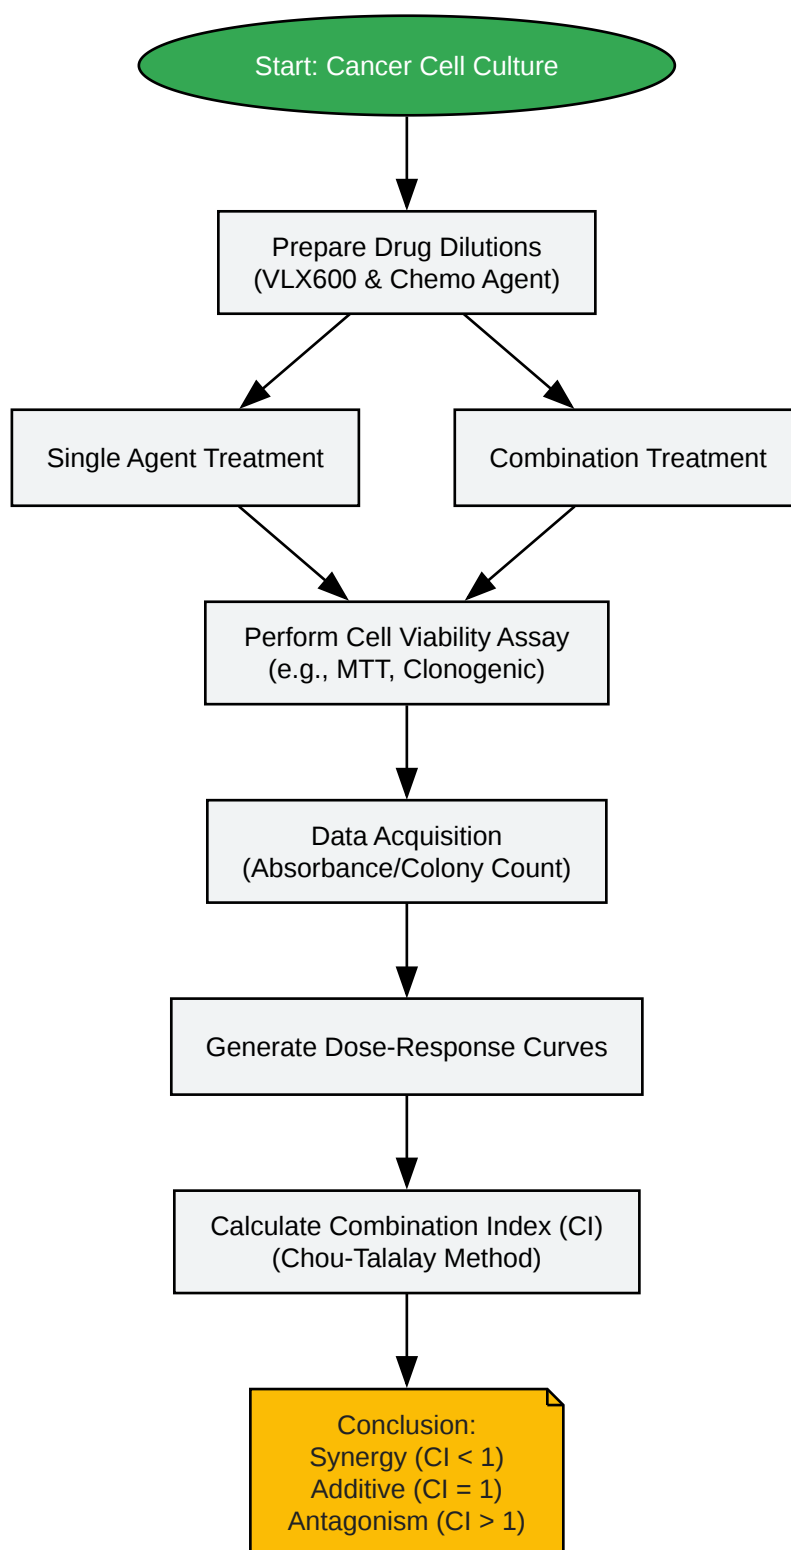 Start: Cancer Cell Culture
Prepare Drug Dilutions
(VLX600 & Chemo Agent)
Single Agent Treatment
Combination Treatment
Perform Cell Viability Assay
(e.g., MTT, Clonogenic)
Data Acquisition
(Absorbance/Colony Count)
Generate Dose-Response Curves
Calculate Combination Index (CI)
(Chou-Talalay Method)
Conclusion:
Synergy (CI < 1)
Additive (CI = 1)
Antagonism (CI > 1)